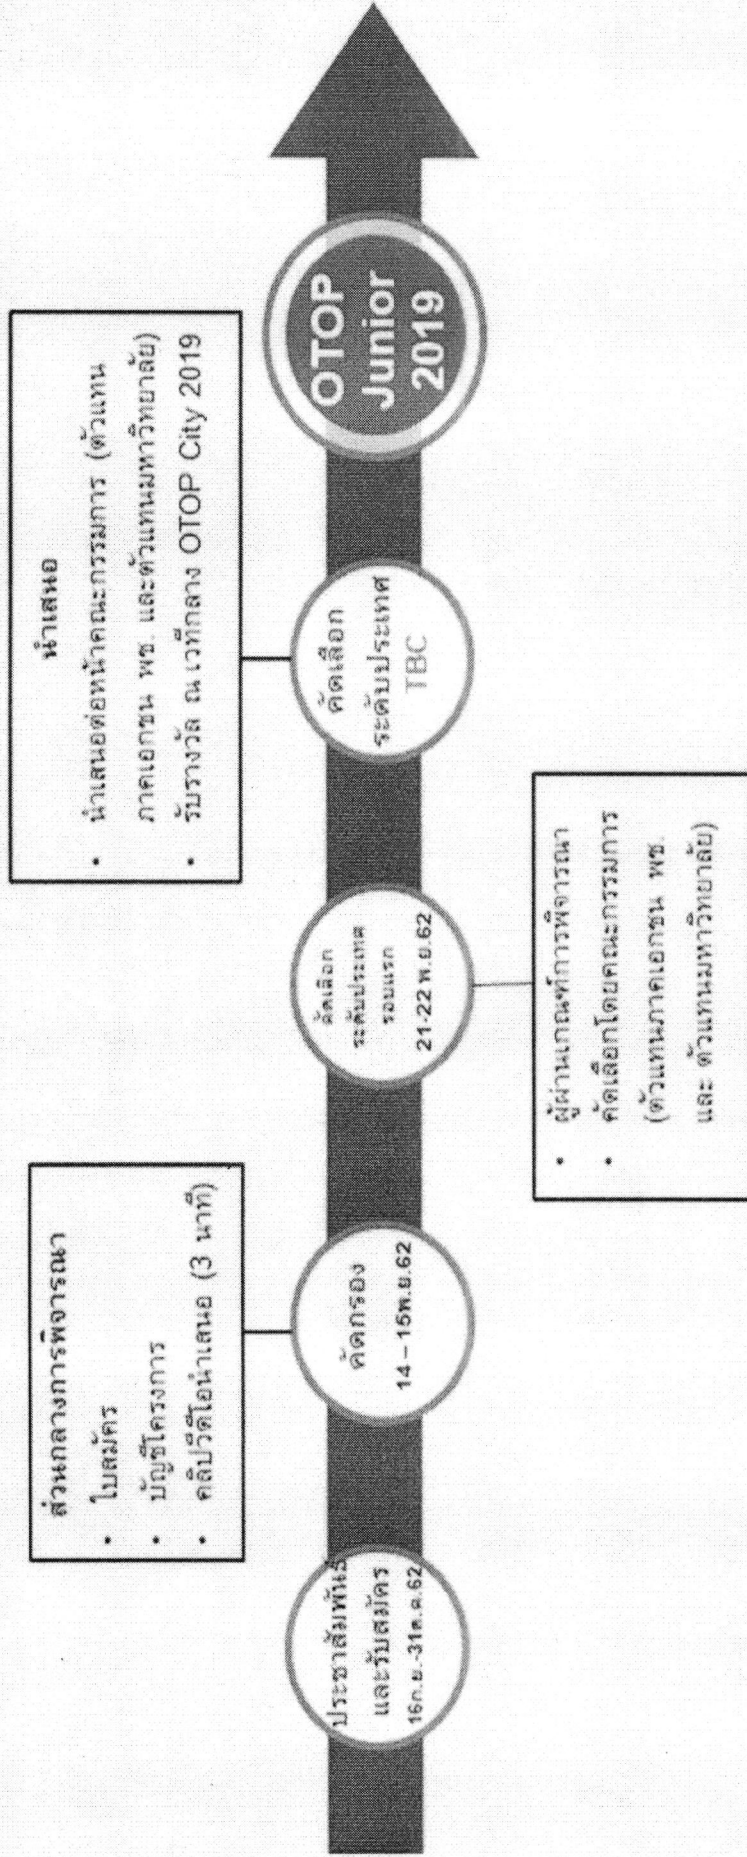 ส่วนกลางการพิจารณา
• ใบสมัคร
• บัญชีโครงการ
• คลิปวีดีโอนำเสนอ (3 นาที)
นำเสนอ
• นำเสนอต่อหน้าคณะกรรมการ (ตัวแทน
ภาคเอกชน พช. และตัวแทนมหาวิทยาลัย)
• รับรางวัล ณ เวทีกลาง OTOP City 2019
ประชาสัมพันธ์
และรับสมัคร
16ก.ย.-31ต.ค.62
คัดกรอง
14 – 15พ.ย.62
คัดเลือก
ระดับประเทศ
รอบแรก
21-22 พ.ย.62
คัดเลือก
ระดับประเทศ
TBC
OTOP
Junior
2019
• ผู้ผ่านเกณฑ์การพิจารณา
• คัดเลือกโดยคณะกรรมการ
(ตัวแทนภาคเอกชน พช.
และ ตัวแทนมหาวิทยาลัย)